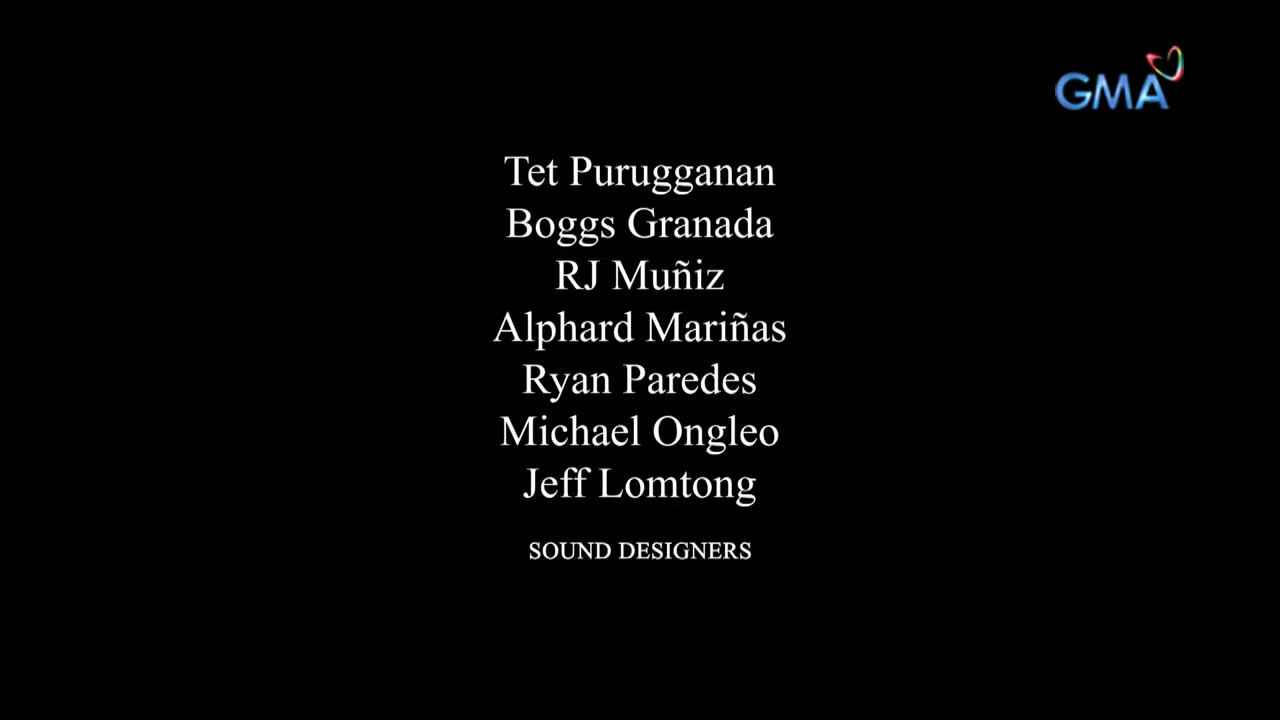 GMA
Tet Purugganan
Boggs Granada
RJ Muñiz
Alphard Mariñas
Ryan Paredes
Michael Ongleo
Jeff Lomtong
SOUND DESIGNERS